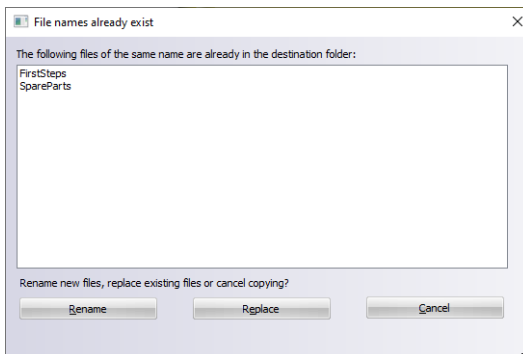 File names already exist
The following files of the same name are already in the destination folder:
FirstSteps
SpareParts
Rename new files, replace existing files or cancel copying?
Rename
Replace
Cancel